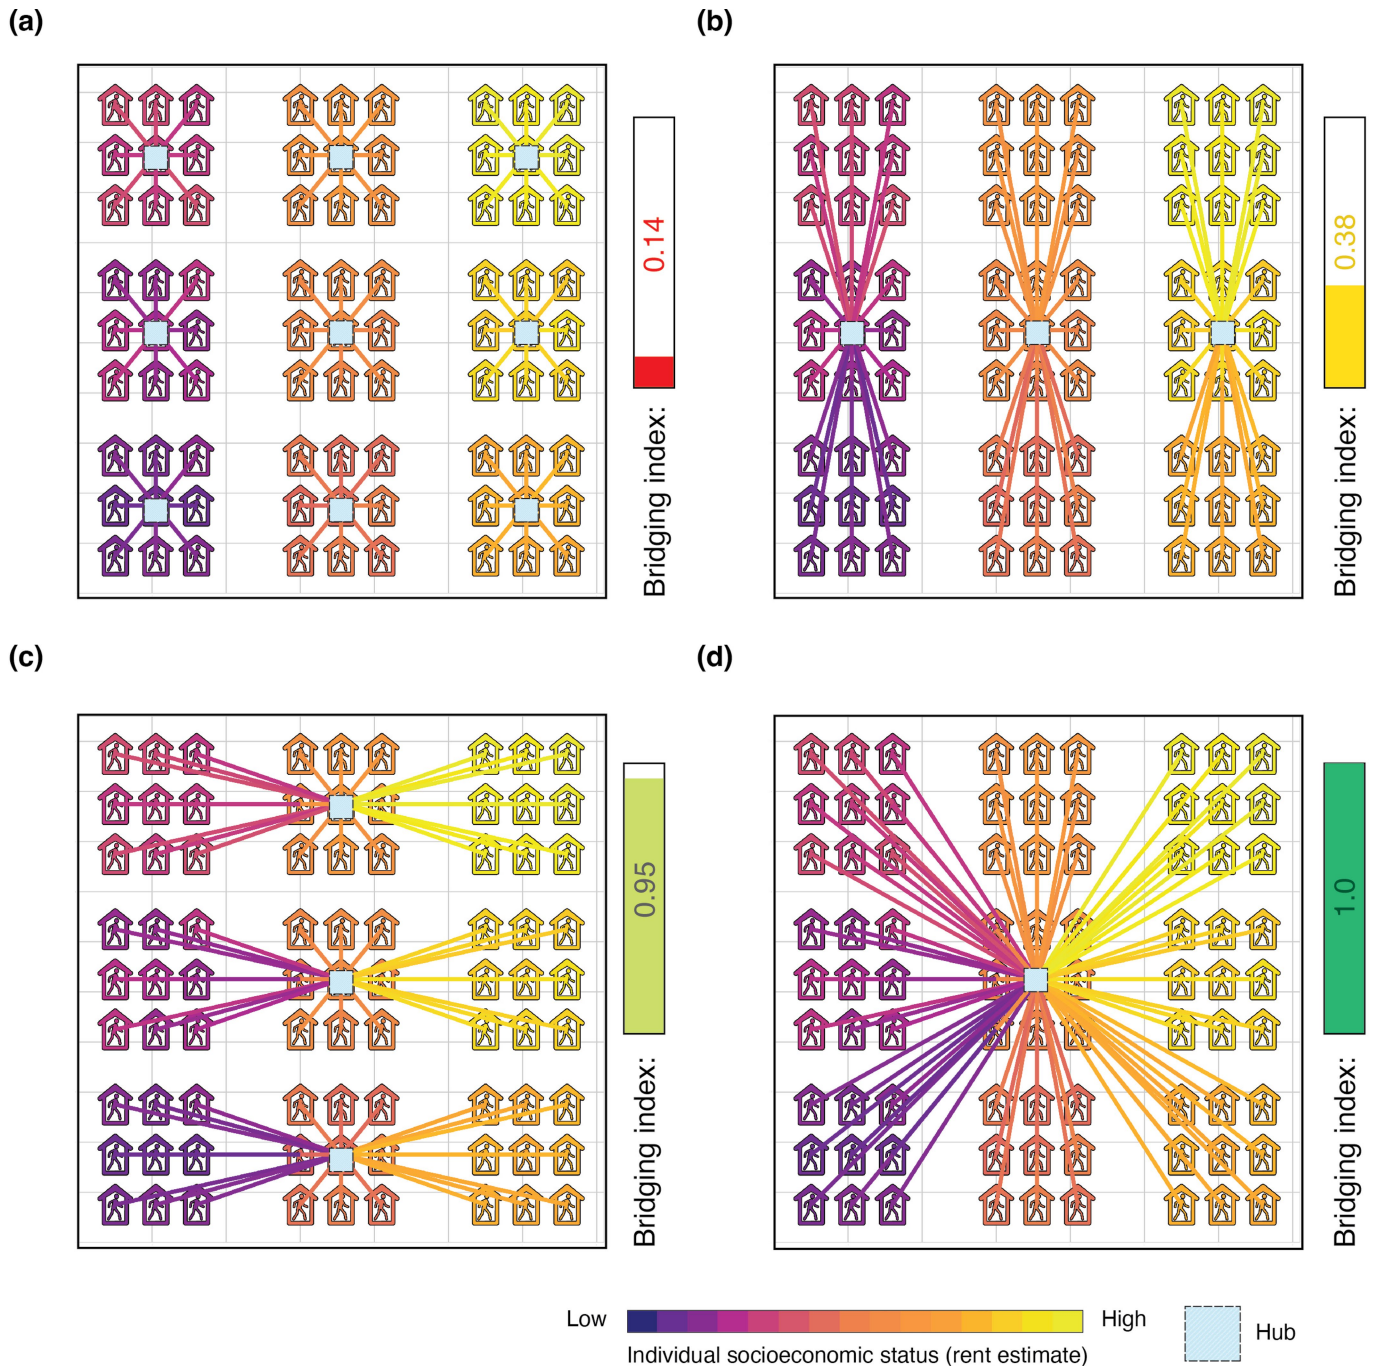 (a)
(b)
0.14
Bridging index:
0.38
Bridging index:
(c)
(d)
0.95
Bridging index:
1.0
Bridging index:
Low
High
Individual socioeconomic status (rent estimate)
Hub